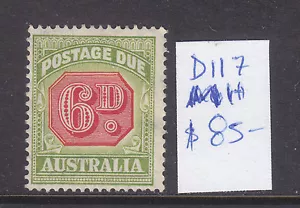 POSTAGE DUE
6D.
AUSTRALIA
D117
$85-